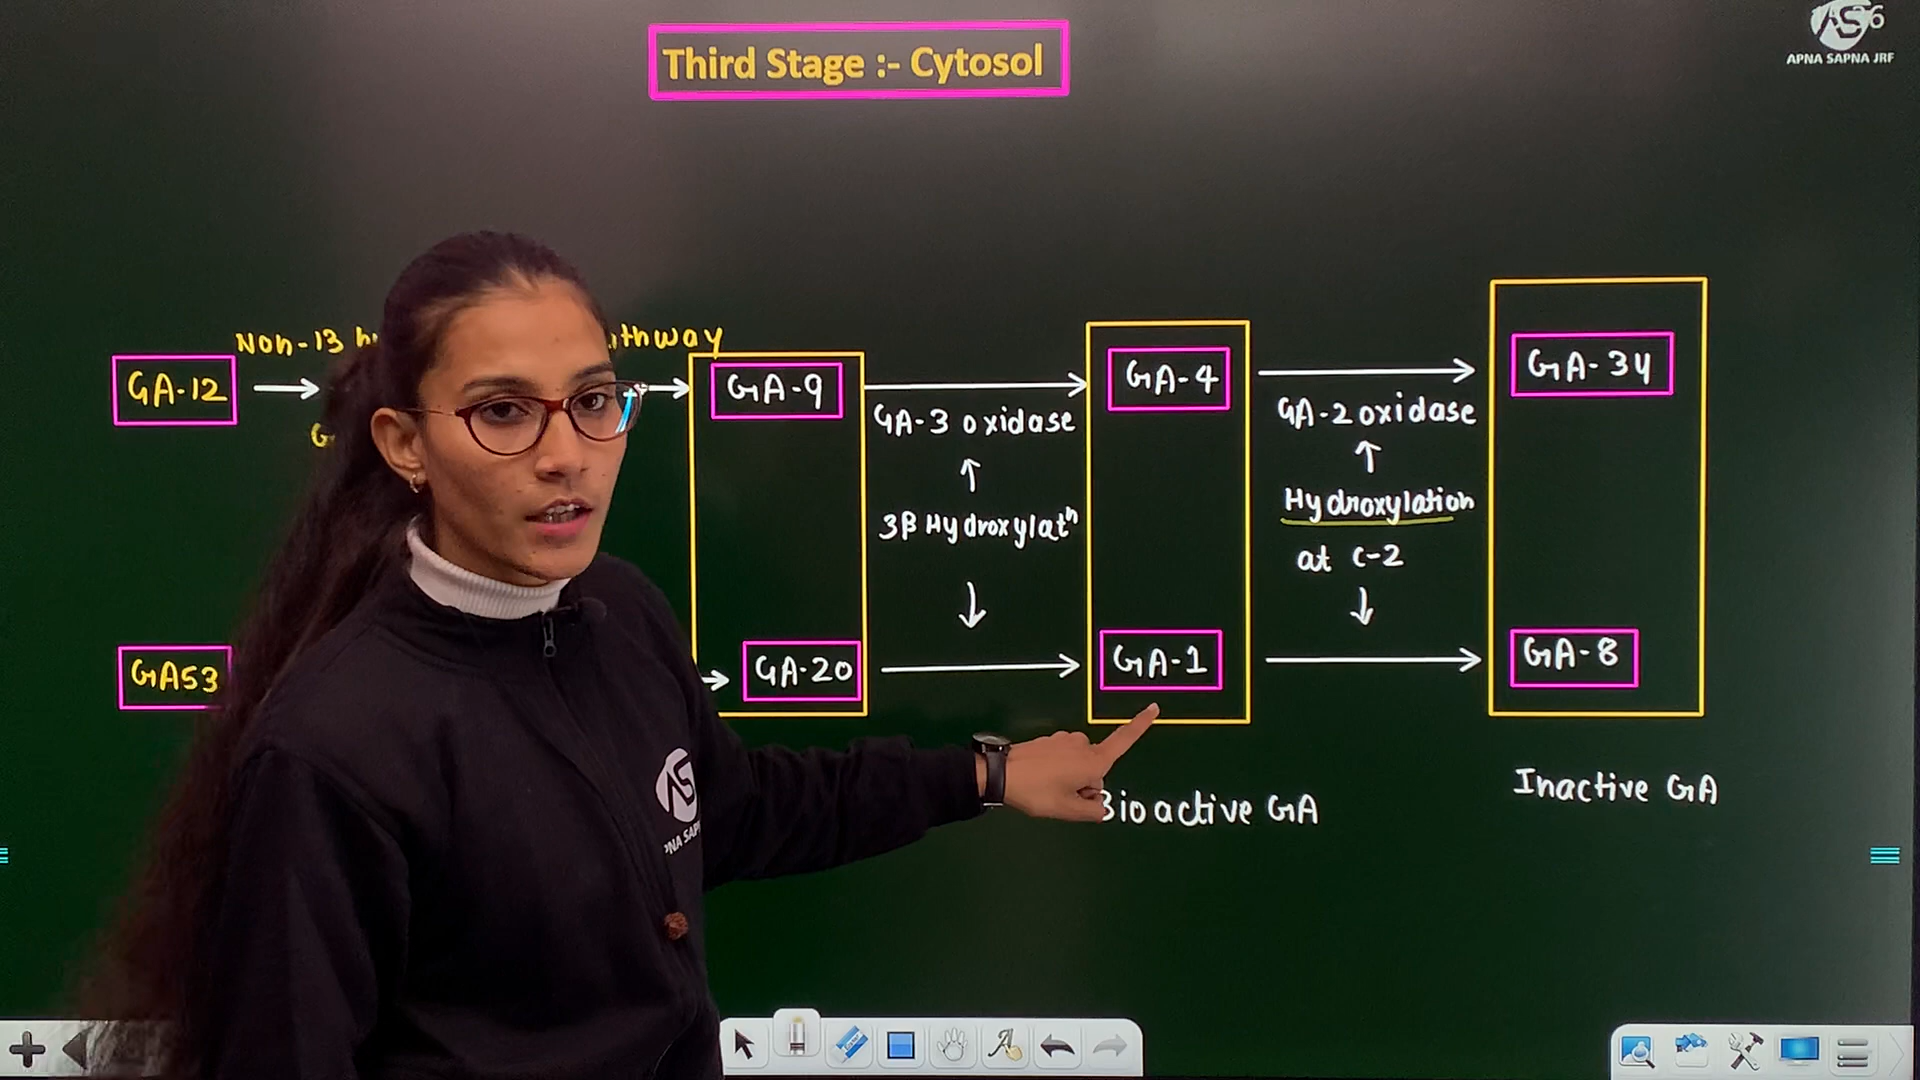 Third Stage :- Cytosol
AS
APNA SAPNA JRF
Non-13
GA-12
GA-9
GA-3 oxidase
3β Hydroxylatⁿ
GA-4
GA-2 oxidase
Hydroxylation
at C-2
GA-34
GA53
GA-20
GA-1
GA-8
Bioactive GA
Inactive GA
AS